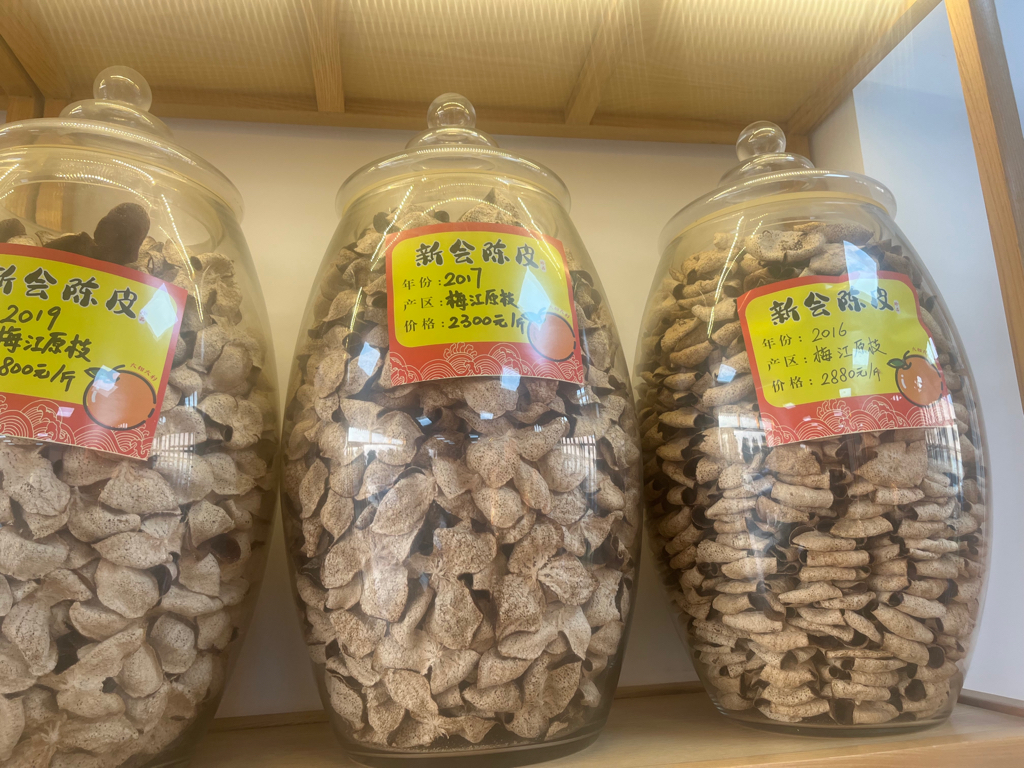 新会陈皮
2019
梅江原枝
800元/斤
新会陈皮
年份：2017
产区：梅江原枝
价格：2300元/斤
新会陈皮
年份：2016
产区：梅江原枝
价格：2880元/斤